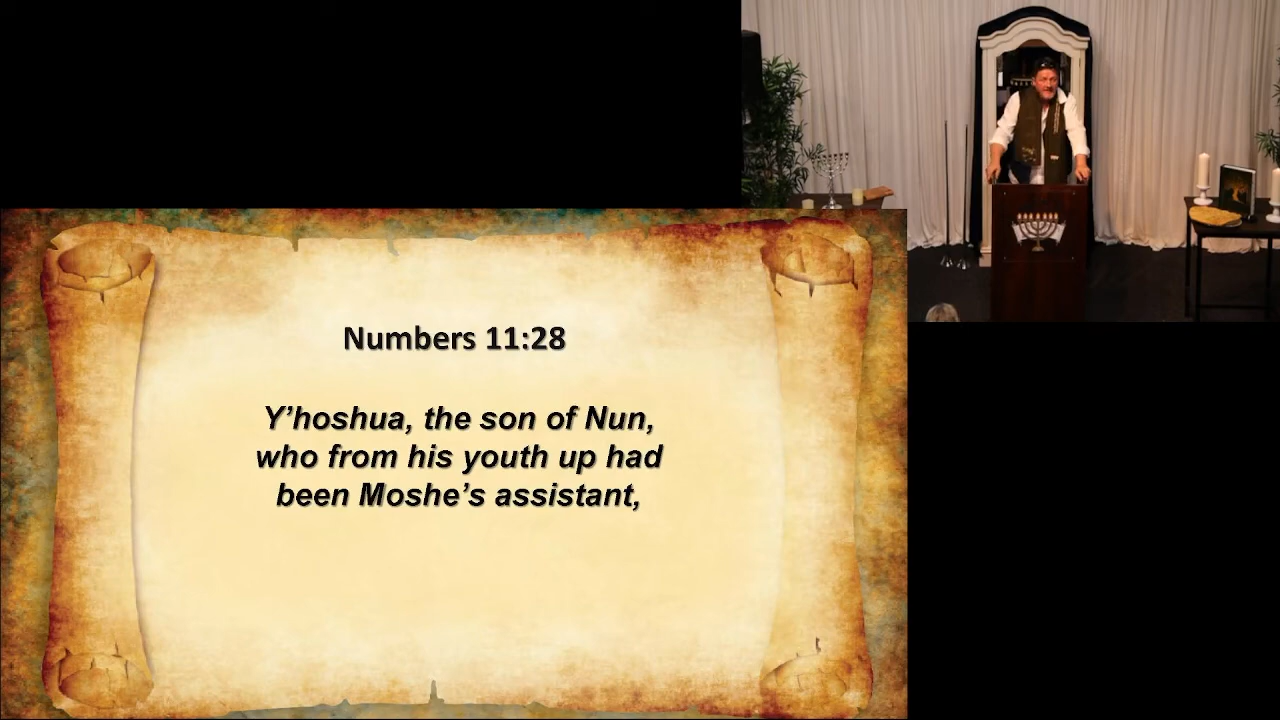 Numbers 11:28
Y’hoshua, the son of Nun,
who from his youth up had
been Moshe’s assistant,